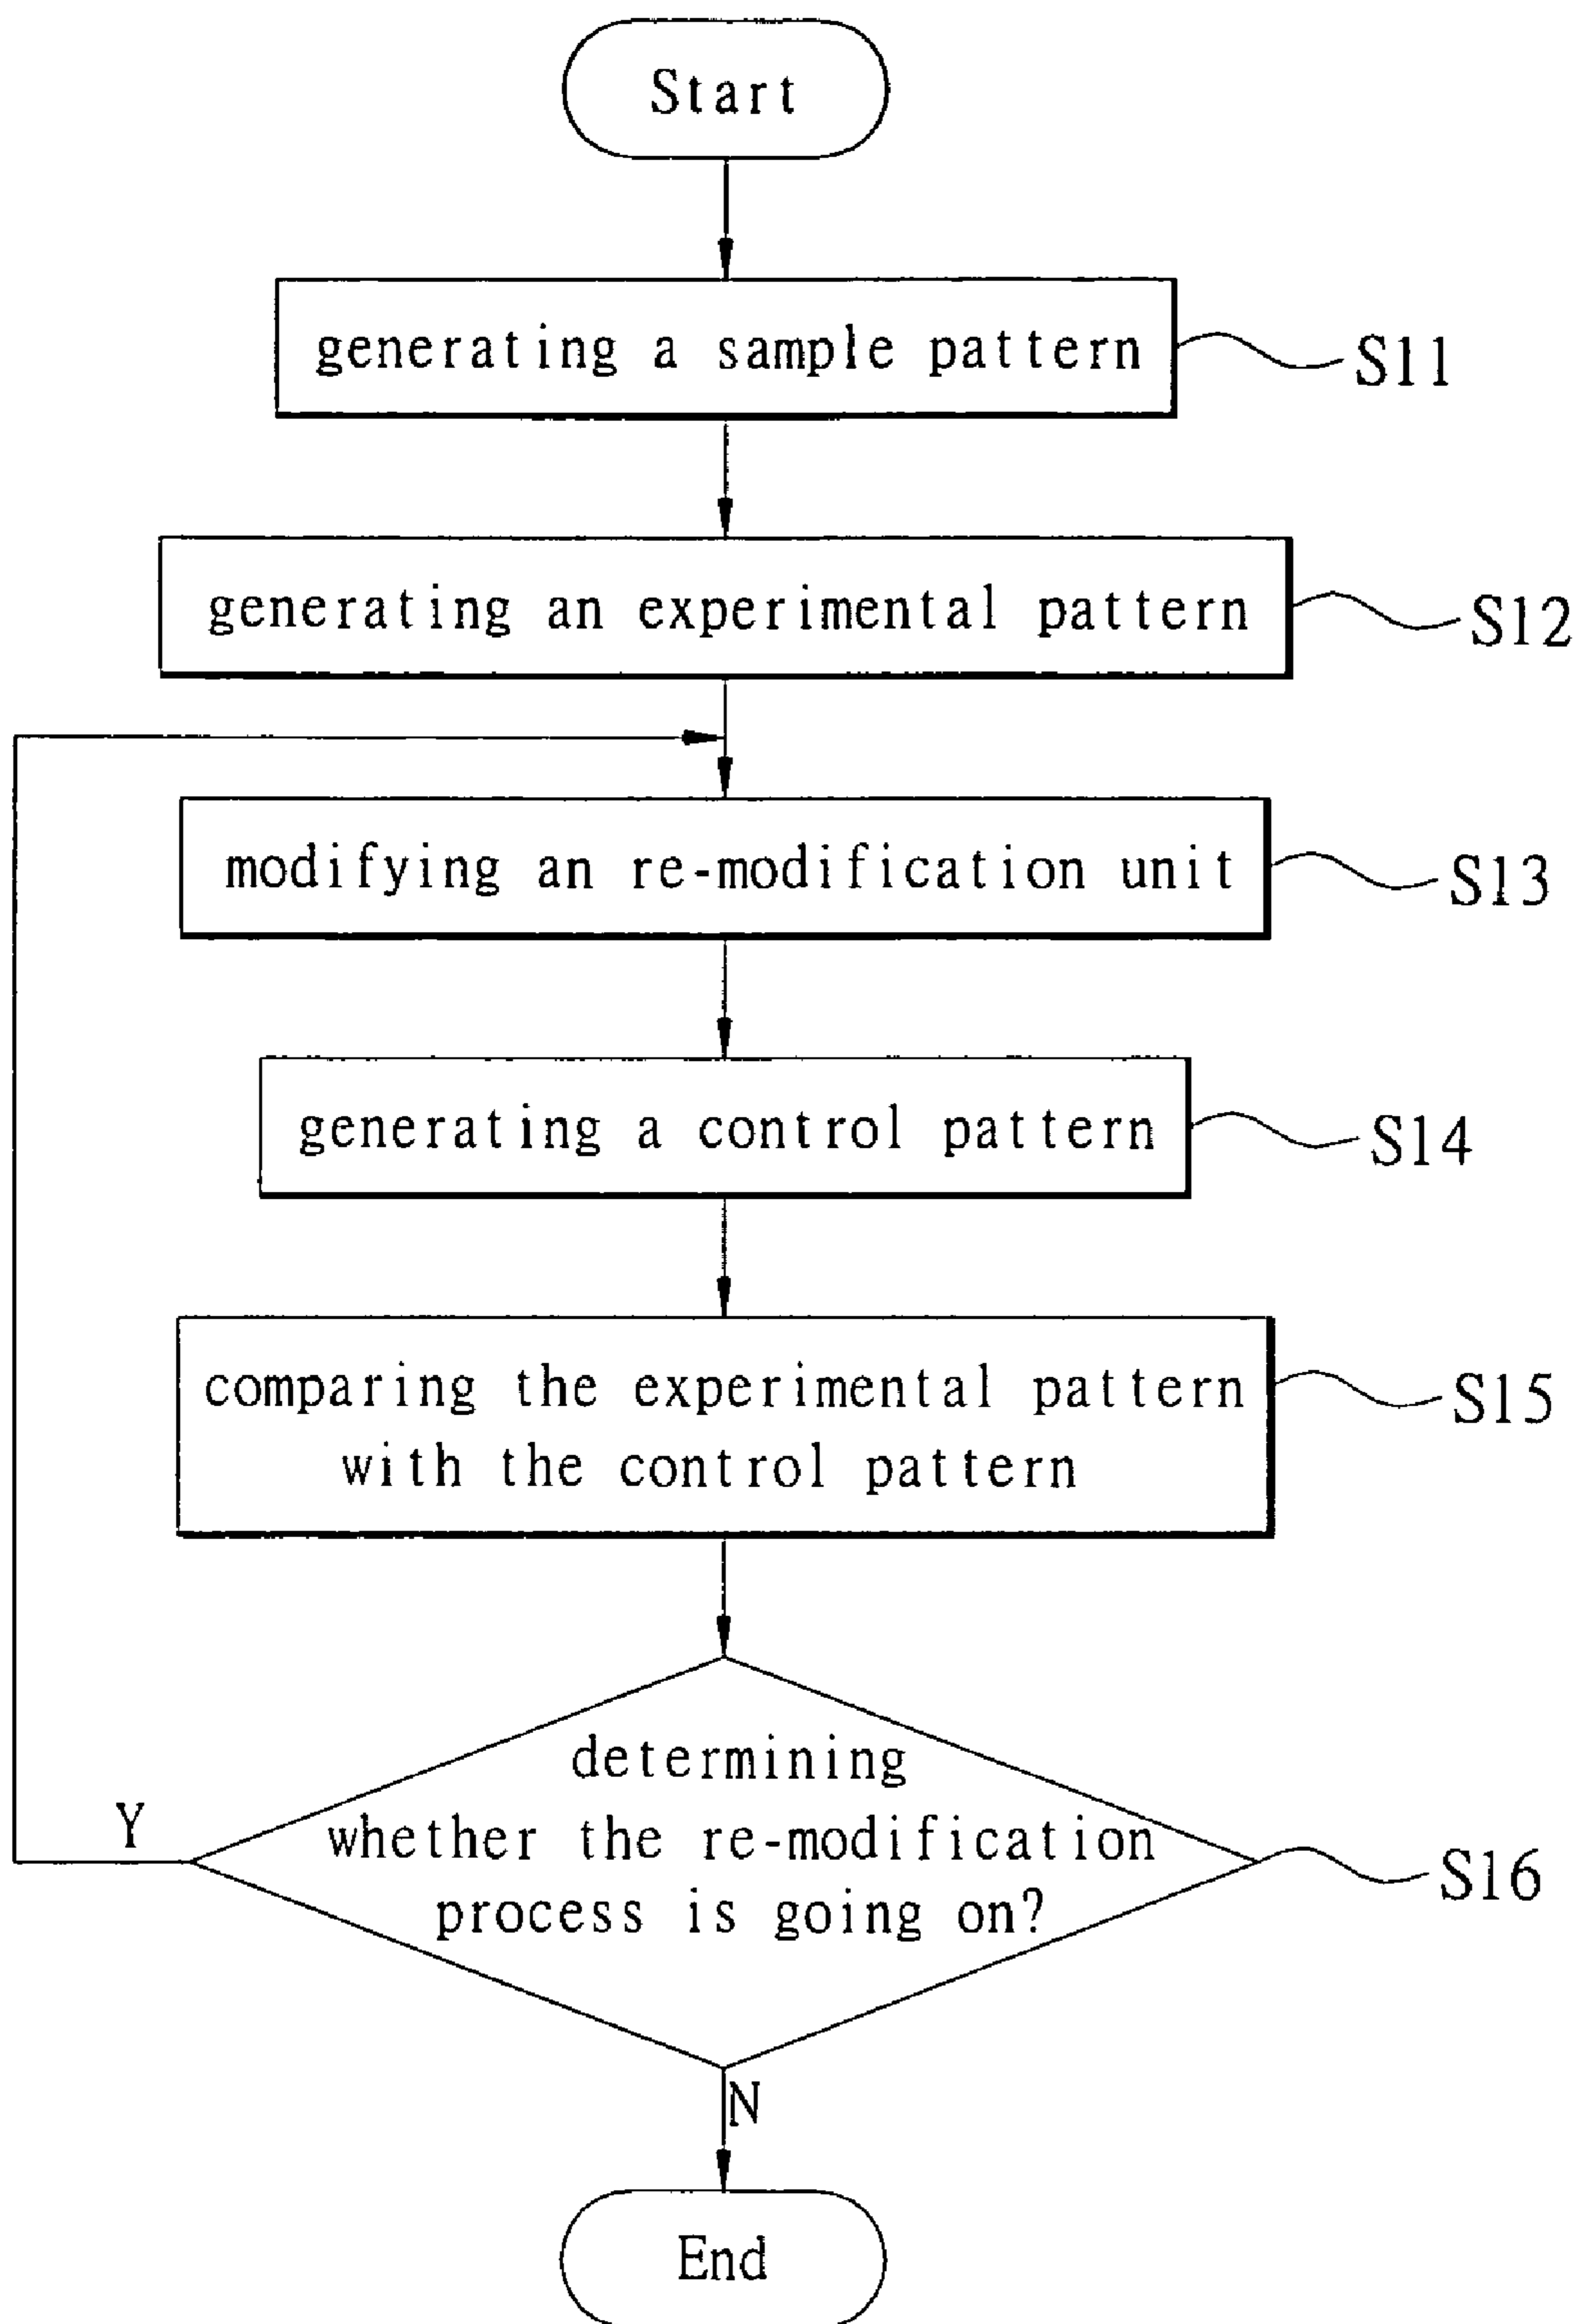 Start
generating a sample pattern
S11
generating an experimental pattern
S12
modifying an re-modification unit
S13
generating a control pattern
S14
comparing the experimental pattern
with the control pattern
S15
determining
whether the re-modification
process is going on?
Y
S16
N
End